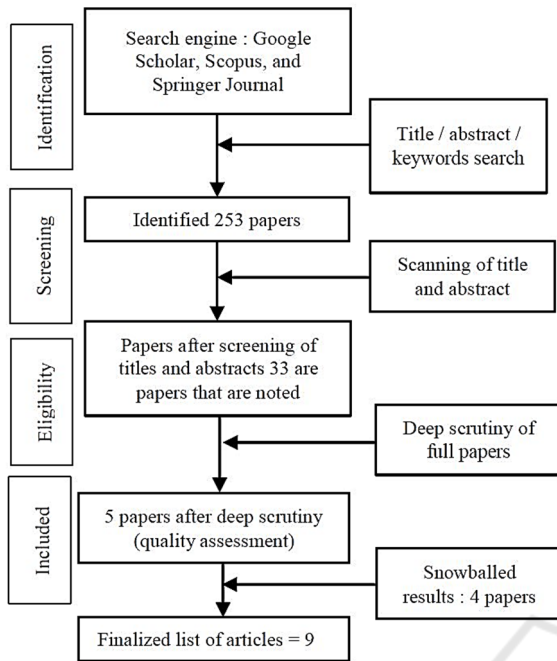 Identification
Search engine : Google
Scholar, Scopus, and
Springer Journal
Title / abstract /
keywords search
Screening
Identified 253 papers
Scanning of title
and abstract
Eligibility
Papers after screening of
titles and abstracts 33 are
papers that are noted
Deep scrutiny of
full papers
Included
5 papers after deep scrutiny
(quality assessment)
Snowballed
results : 4 papers
Finalized list of articles = 9